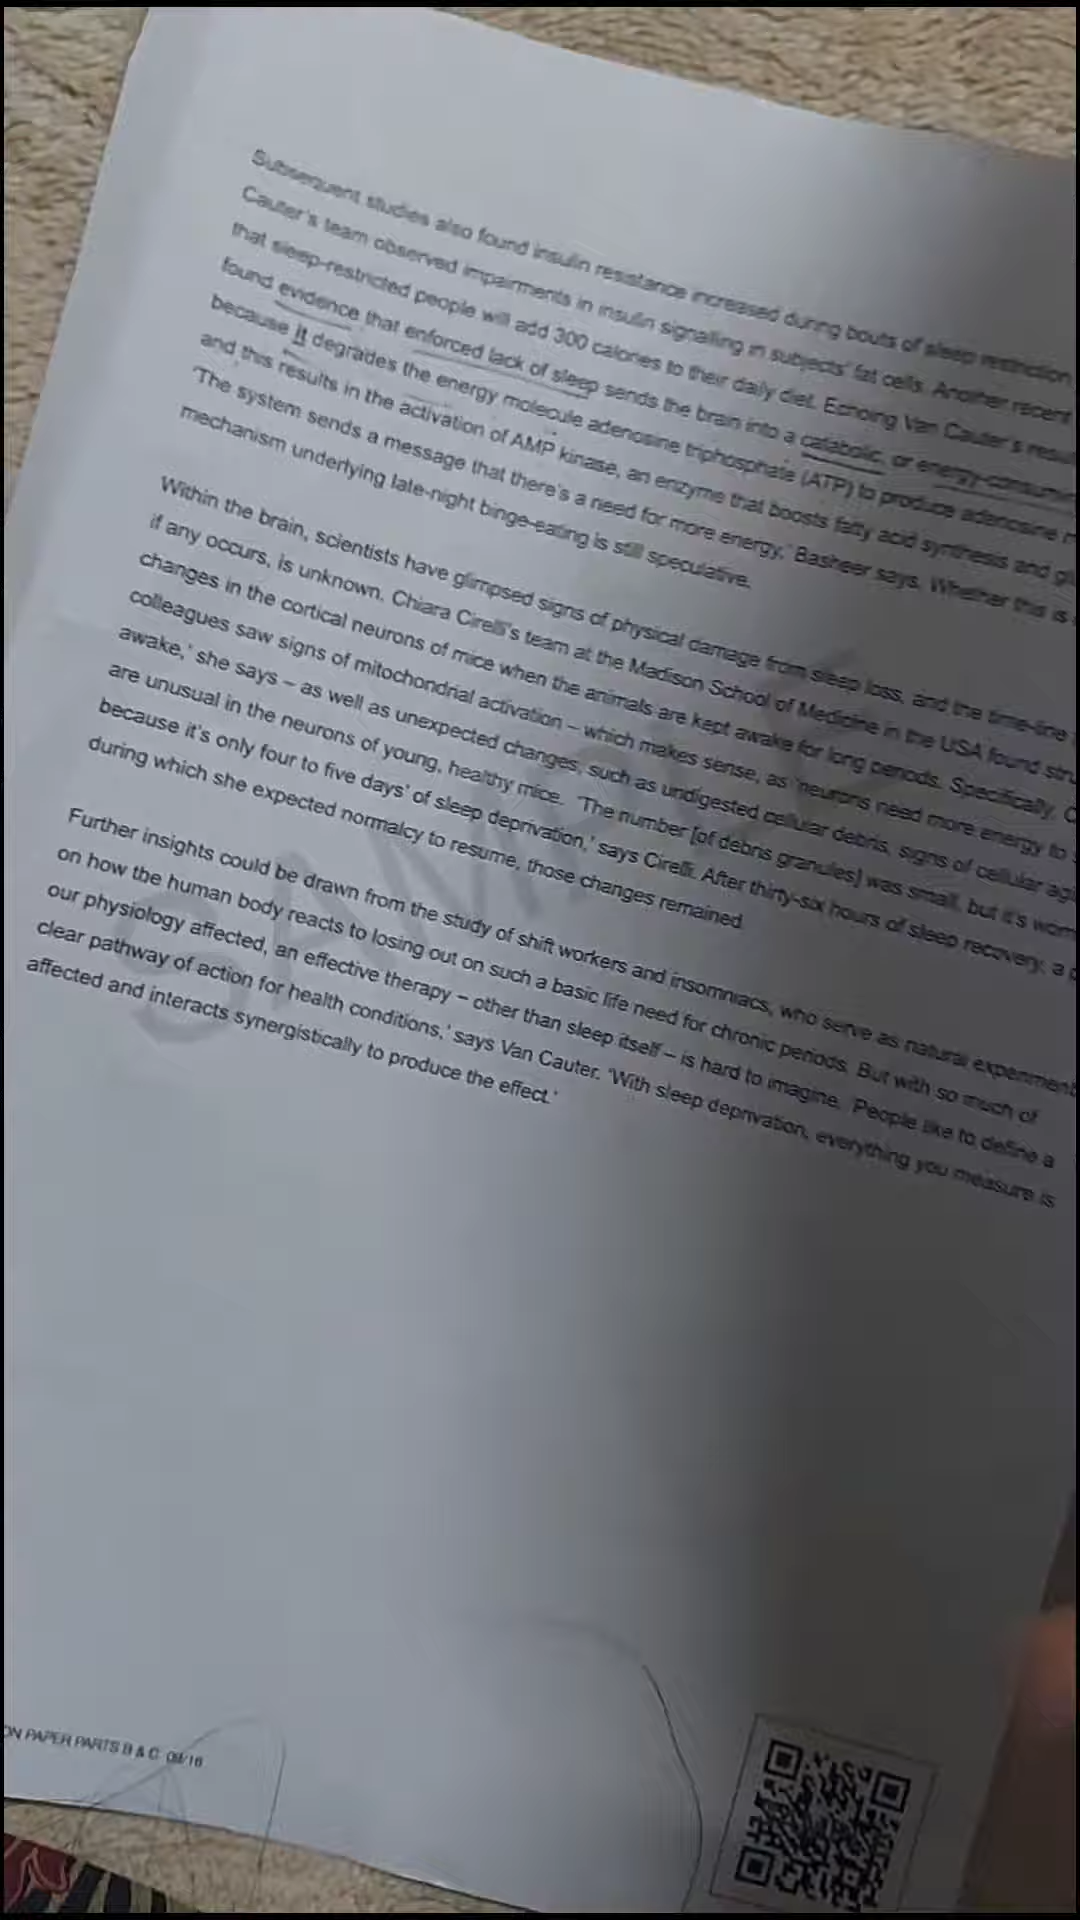 Subsequent studies also found insulin resistance increased during bouts of sleep restriction
Cauter's team observed impairments in insulin signalling in subjects' fat cells. Another recent
that sleep-restricted people will add 300 calories to their daily diet. Echoing Van Cauter's
found evidence that enforced lack of sleep sends the brain into a catabolic, or
because it degrades the energy molecule adenosine triphosphate (ATP) to produce adenosine
and this results in the activation of AMP kinase, an enzyme that boosts fatty acid synthesis and
'The system sends a message that there's a need for more energy,' Basheer says. Whether this is
mechanism underlying late-night binge-eating is still speculative.
Within the brain, scientists have glimpsed signs of physical damage from sleep loss, and the time-line
if any occurs, is unknown. Chiara Cirelli's team at the Madison School of Medicine in the USA found
changes in the cortical neurons of mice when the animals are kept awake for long periods. Specifically,
colleagues saw signs of mitochondrial activation – which makes sense, as 'neurons need more energy to
awake,' she says – as well as unexpected changes, such as undigested cellular debris, signs of cellular
are unusual in the neurons of young, healthy mice. 'The number [of debris granules] was small, but it's
because it's only four to five days' of sleep deprivation,' says Cirelli. After thirty-six hours of sleep recovery, a
during which she expected normalcy to resume, those changes remained.
Further insights could be drawn from the study of shift workers and insomniacs, who serve as natural
on how the human body reacts to losing out on such a basic life need for chronic periods. But with so much of
our physiology affected, an effective therapy – other than sleep itself – is hard to imagine. 'People like to define a
clear pathway of action for health conditions,' says Van Cauter. 'With sleep deprivation, everything you measure is
affected and interacts synergistically to produce the effect.'
SAMPLE
ON PAPER PARTS B & C